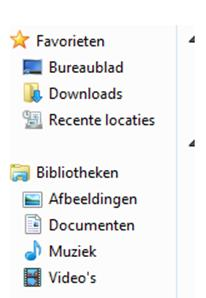 Favorieten
Bureaublad
Downloads
Recente locaties
Bibliotheken
Afbeeldingen
Documenten
Muziek
Video's